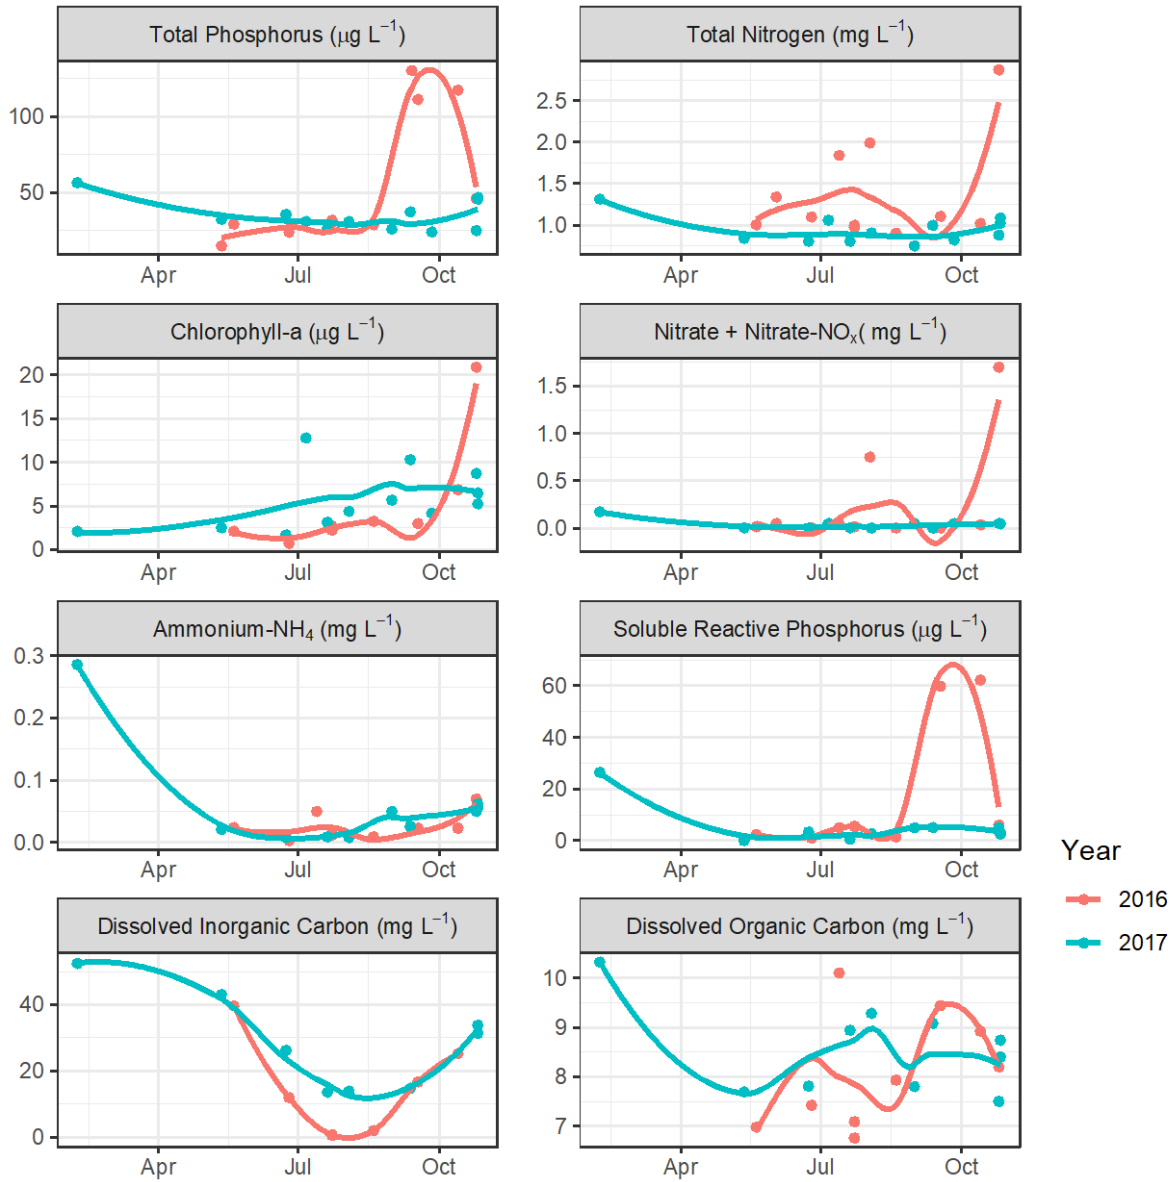 Total Phosphorus (μg L⁻¹)
Total Nitrogen (mg L⁻¹)
100
50
Apr Jul Oct
2.5
2.0
1.5
1.0
Apr Jul Oct
Chlorophyll-a (μg L⁻¹)
Nitrate + Nitrate-NOₓ( mg L⁻¹)
20
15
10
5
0
Apr Jul Oct
1.5
1.0
0.5
0.0
Apr Jul Oct
Ammonium-NH₄ (mg L⁻¹)
Soluble Reactive Phosphorus (μg L⁻¹)
0.3
0.2
0.1
0.0
Apr Jul Oct
60
40
20
0
Apr Jul Oct
Dissolved Inorganic Carbon (mg L⁻¹)
Dissolved Organic Carbon (mg L⁻¹)
40
20
0
Apr Jul Oct
10
9
8
7
Apr Jul Oct
Year
2016
2017